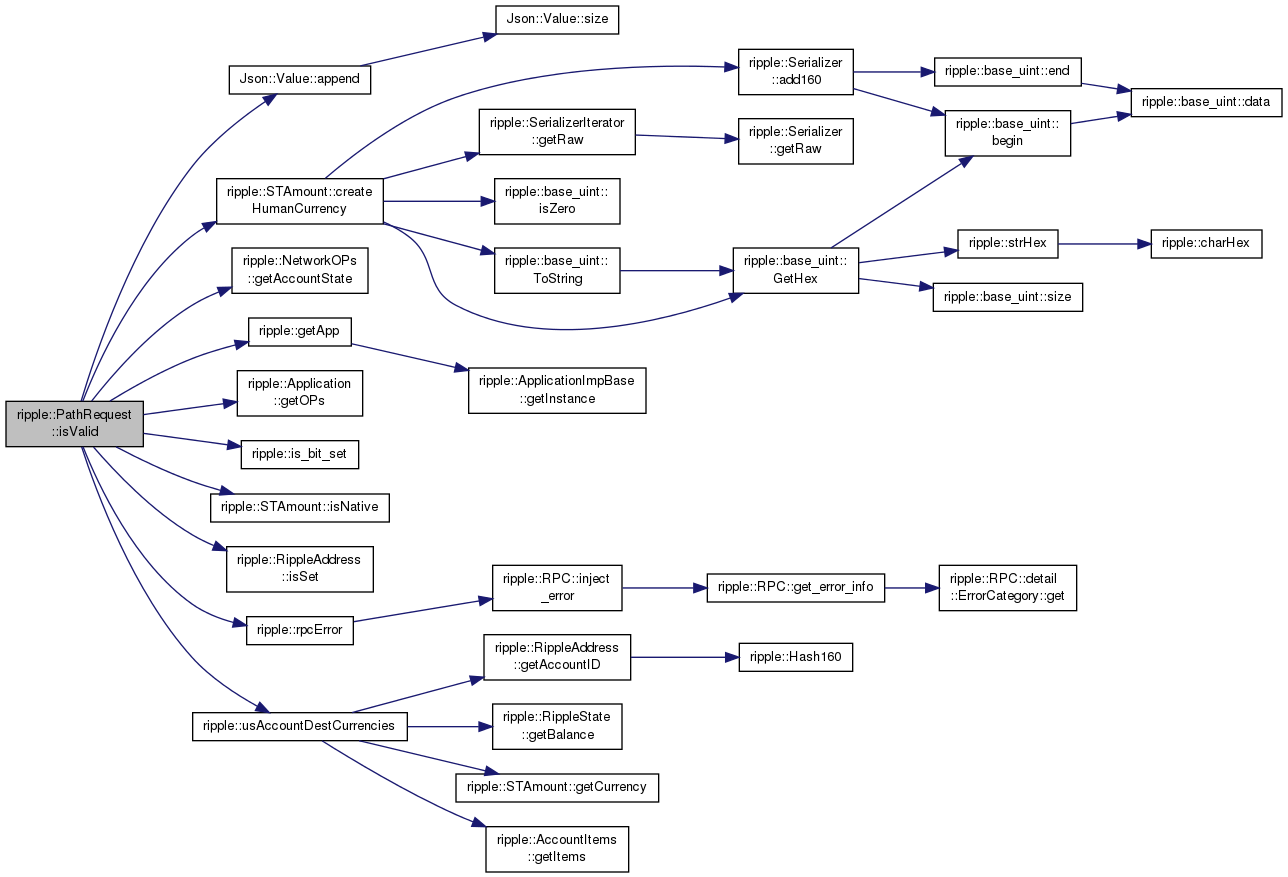 Json::Value::size
Json::Value::append
ripple::Serializer
::add160
ripple::base_uint::end
ripple::base_uint::data
ripple::SerializerIterator
::getRaw
ripple::Serializer
::getRaw
ripple::base_uint::
begin
ripple::STAmount::create
HumanCurrency
ripple::base_uint::
isZero
ripple::NetworkOPs
::getAccountState
ripple::base_uint::
ToString
ripple::base_uint::
GetHex
ripple::strHex
ripple::charHex
ripple::base_uint::size
ripple::getApp
ripple::ApplicationImpBase
::getInstance
ripple::Application
::getOPs
ripple::PathRequest
::isValid
ripple::is_bit_set
ripple::STAmount::isNative
ripple::RippleAddress
::isSet
ripple::RPC::inject
_error
ripple::RPC::get_error_info
ripple::RPC::detail
::ErrorCategory::get
ripple::rpcError
ripple::RippleAddress
::getAccountID
ripple::Hash160
ripple::usAccountDestCurrencies
ripple::RippleState
::getBalance
ripple::STAmount::getCurrency
ripple::AccountItems
::getItems